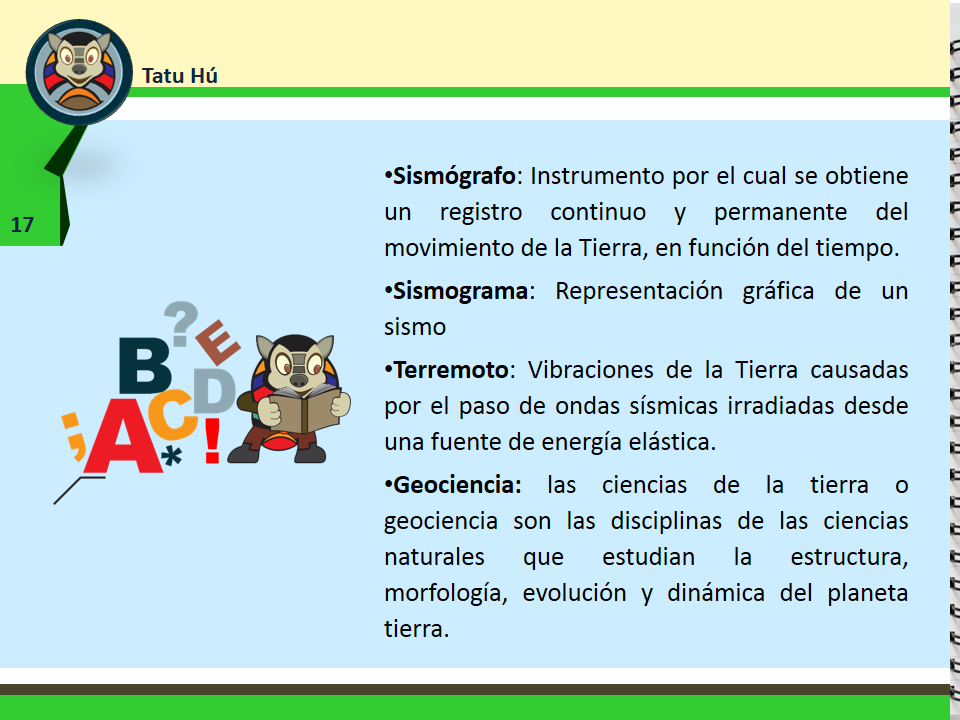 Tatu Hú
17
•Sismógrafo: Instrumento por el cual se obtiene
un registro continuo y permanente del
movimiento de la Tierra, en función del tiempo.
•Sismograma: Representación gráfica de un
sismo
•Terremoto: Vibraciones de la Tierra causadas
por el paso de ondas sísmicas irradiadas desde
una fuente de energía elástica.
•Geociencia: las ciencias de la tierra o
geociencia son las disciplinas de las ciencias
naturales que estudian la estructura,
morfología, evolución y dinámica del planeta
tierra.
? E
B D
; A C * !